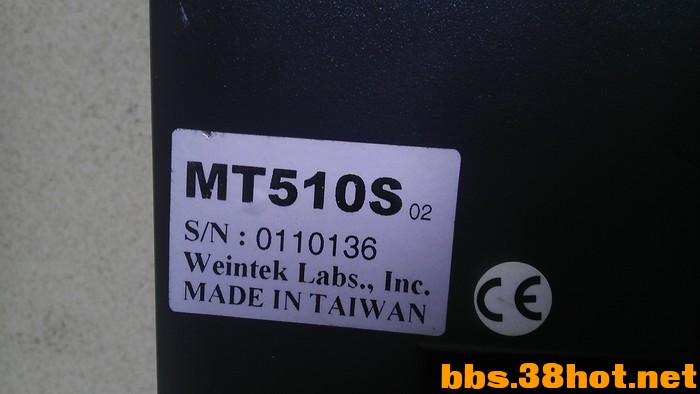 MT510S 02
S/N : 0110136
Weintek Labs., Inc.
MADE IN TAIWAN
CE
bbs.38hot.net